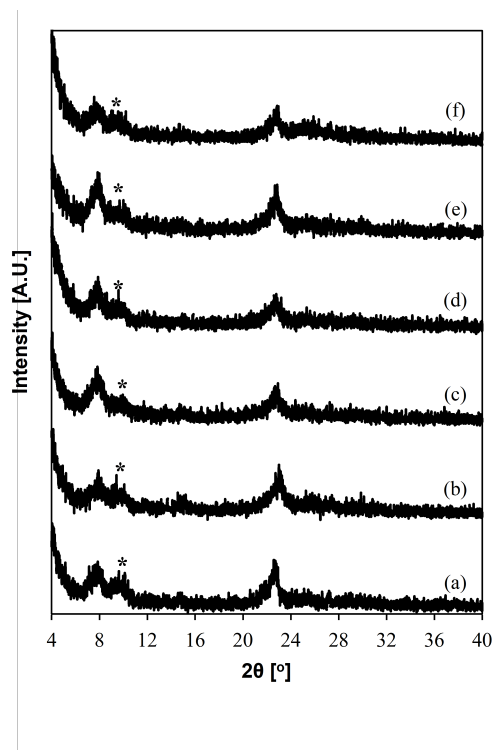 *
(f)
*
(e)
*
(d)
*
(c)
*
(b)
*
(a)
Intensity [A.U.]
4 8 12 16 20 24 28 32 36 40
2θ [º]